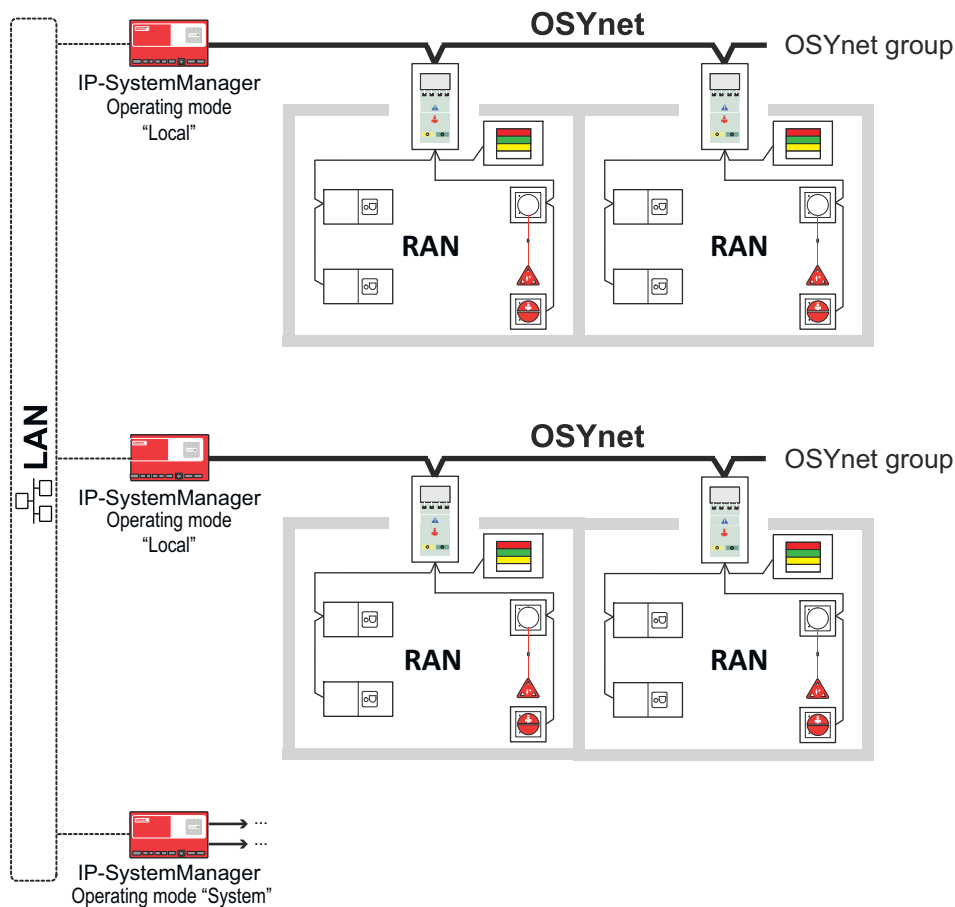 OSYnet
OSYnet group
IP-SystemManager
Operating mode
“Local”
RAN
RAN
LAN
OSYnet
OSYnet group
IP-SystemManager
Operating mode
“Local”
RAN
RAN
...
...
IP-SystemManager
Operating mode “System”